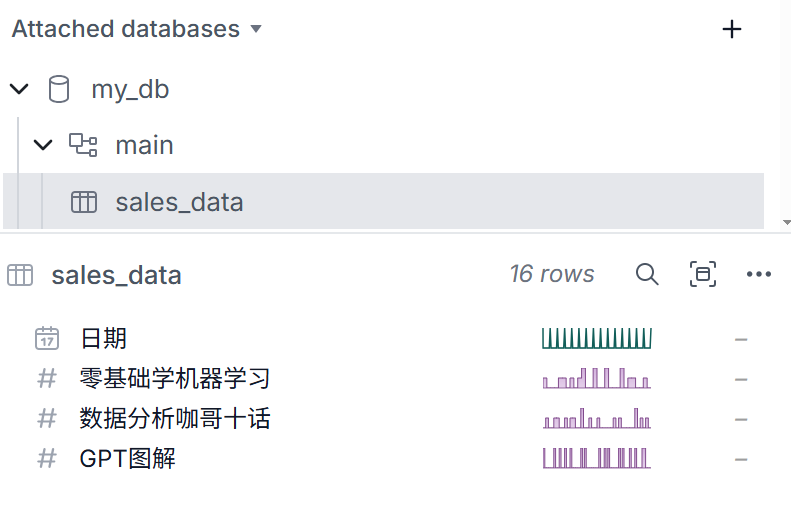 Attached databases
my_db
main
sales_data
sales_data 16 rows
17 日期
零基础学机器学习
数据分析咖哥十话
GPT图解